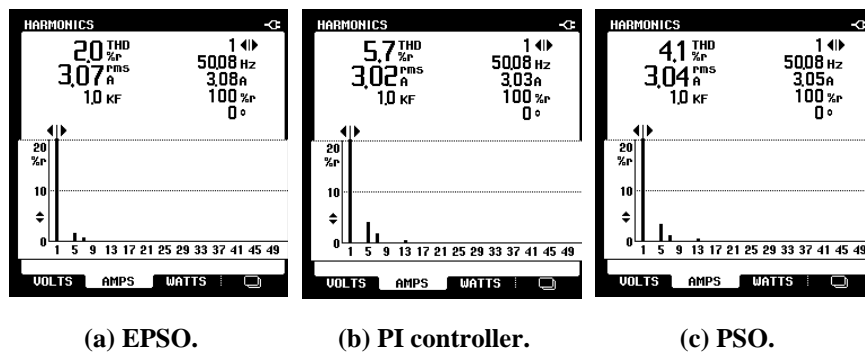 HARMONICS
2.0 THD %r
3.07 rms A
1.0 KF
1
50.08 Hz
3.08 A
100 %r
0 °
20
%r
10
0
1 5 9 13 17 21 25 29 33 37 41 45 49
VOLTS AMPS WATTS
(a) EPSO.
HARMONICS
5.7 THD %r
3.02 rms A
1.0 KF
1
50.08 Hz
3.03 A
100 %r
0 °
20
%r
10
0
1 5 9 13 17 21 25 29 33 37 41 45 49
VOLTS AMPS WATTS
(b) PI controller.
HARMONICS
4.1 THD %r
3.04 rms A
1.0 KF
1
50.08 Hz
3.05 A
100 %r
0 °
20
%r
10
0
1 5 9 13 17 21 25 29 33 37 41 45 49
VOLTS AMPS WATTS
(c) PSO.